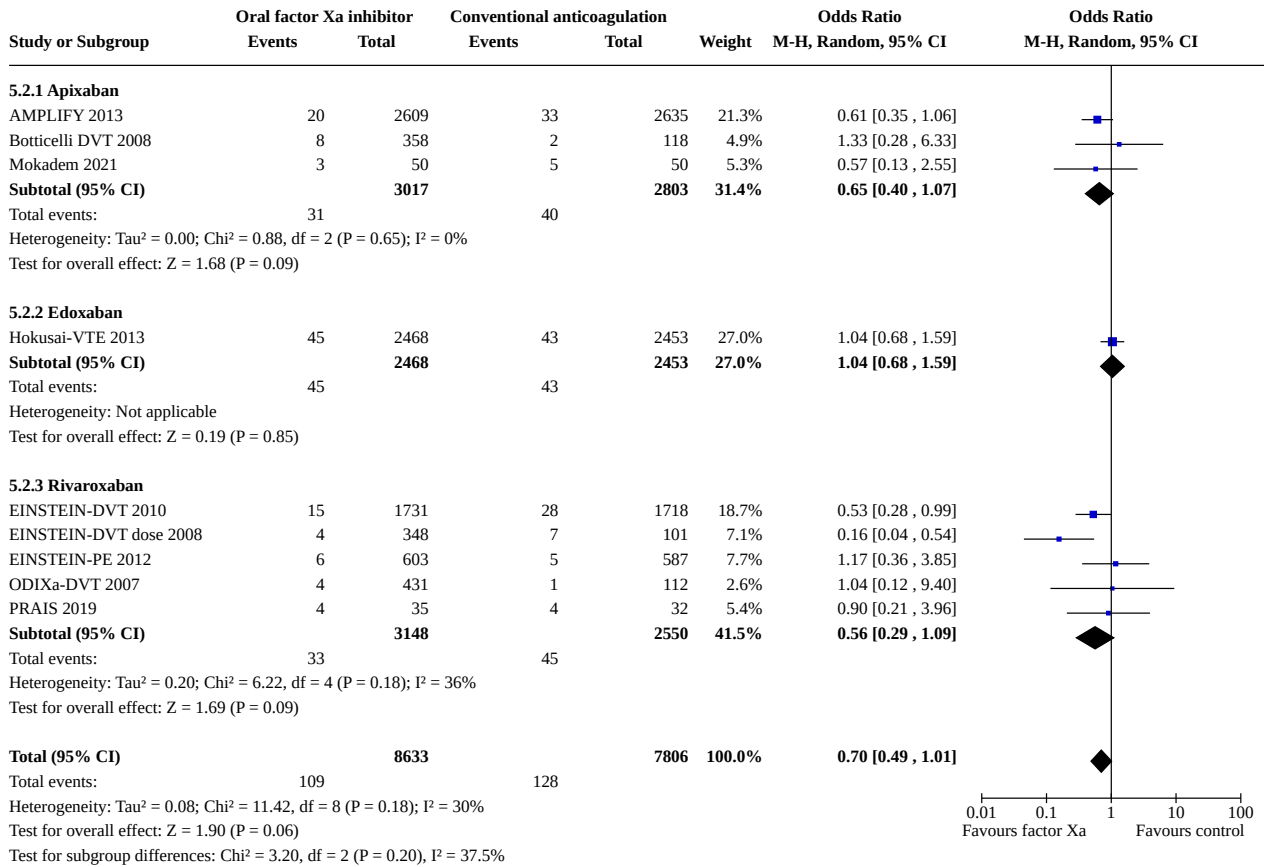 Oral factor Xa inhibitor Conventional anticoagulation Odds Ratio Odds Ratio
Study or Subgroup Events Total Events Total Weight M-H, Random, 95% CI M-H, Random, 95% CI
5.2.1 Apixaban
AMPLIFY 2013 20 2609 33 2635 21.3% 0.61 [0.35 , 1.06]
Botticelli DVT 2008 8 358 2 118 4.9% 1.33 [0.28 , 6.33]
Mokadem 2021 3 50 5 50 5.3% 0.57 [0.13 , 2.55]
Subtotal (95% CI) 3017 2803 31.4% 0.65 [0.40 , 1.07]
Total events: 31 40
Heterogeneity: Tau² = 0.00; Chi² = 0.88, df = 2 (P = 0.65); I² = 0%
Test for overall effect: Z = 1.68 (P = 0.09)
5.2.2 Edoxaban
Hokusai-VTE 2013 45 2468 43 2453 27.0% 1.04 [0.68 , 1.59]
Subtotal (95% CI) 2468 2453 27.0% 1.04 [0.68 , 1.59]
Total events: 45 43
Heterogeneity: Not applicable
Test for overall effect: Z = 0.19 (P = 0.85)
5.2.3 Rivaroxaban
EINSTEIN-DVT 2010 15 1731 28 1718 18.7% 0.53 [0.28 , 0.99]
EINSTEIN-DVT dose 2008 4 348 7 101 7.1% 0.16 [0.04 , 0.54]
EINSTEIN-PE 2012 6 603 5 587 7.7% 1.17 [0.36 , 3.85]
ODIXa-DVT 2007 4 431 1 112 2.6% 1.04 [0.12 , 9.40]
PRAIS 2019 4 35 4 32 5.4% 0.90 [0.21 , 3.96]
Subtotal (95% CI) 3148 2550 41.5% 0.56 [0.29 , 1.09]
Total events: 33 45
Heterogeneity: Tau² = 0.20; Chi² = 6.22, df = 4 (P = 0.18); I² = 36%
Test for overall effect: Z = 1.69 (P = 0.09)
Total (95% CI) 8633 7806 100.0% 0.70 [0.49 , 1.01]
Total events: 109 128
Heterogeneity: Tau² = 0.08; Chi² = 11.42, df = 8 (P = 0.18); I² = 30%
Test for overall effect: Z = 1.90 (P = 0.06)
Test for subgroup differences: Chi² = 3.20, df = 2 (P = 0.20), I² = 37.5%
0.01 0.1 1 10 100
Favours factor Xa Favours control